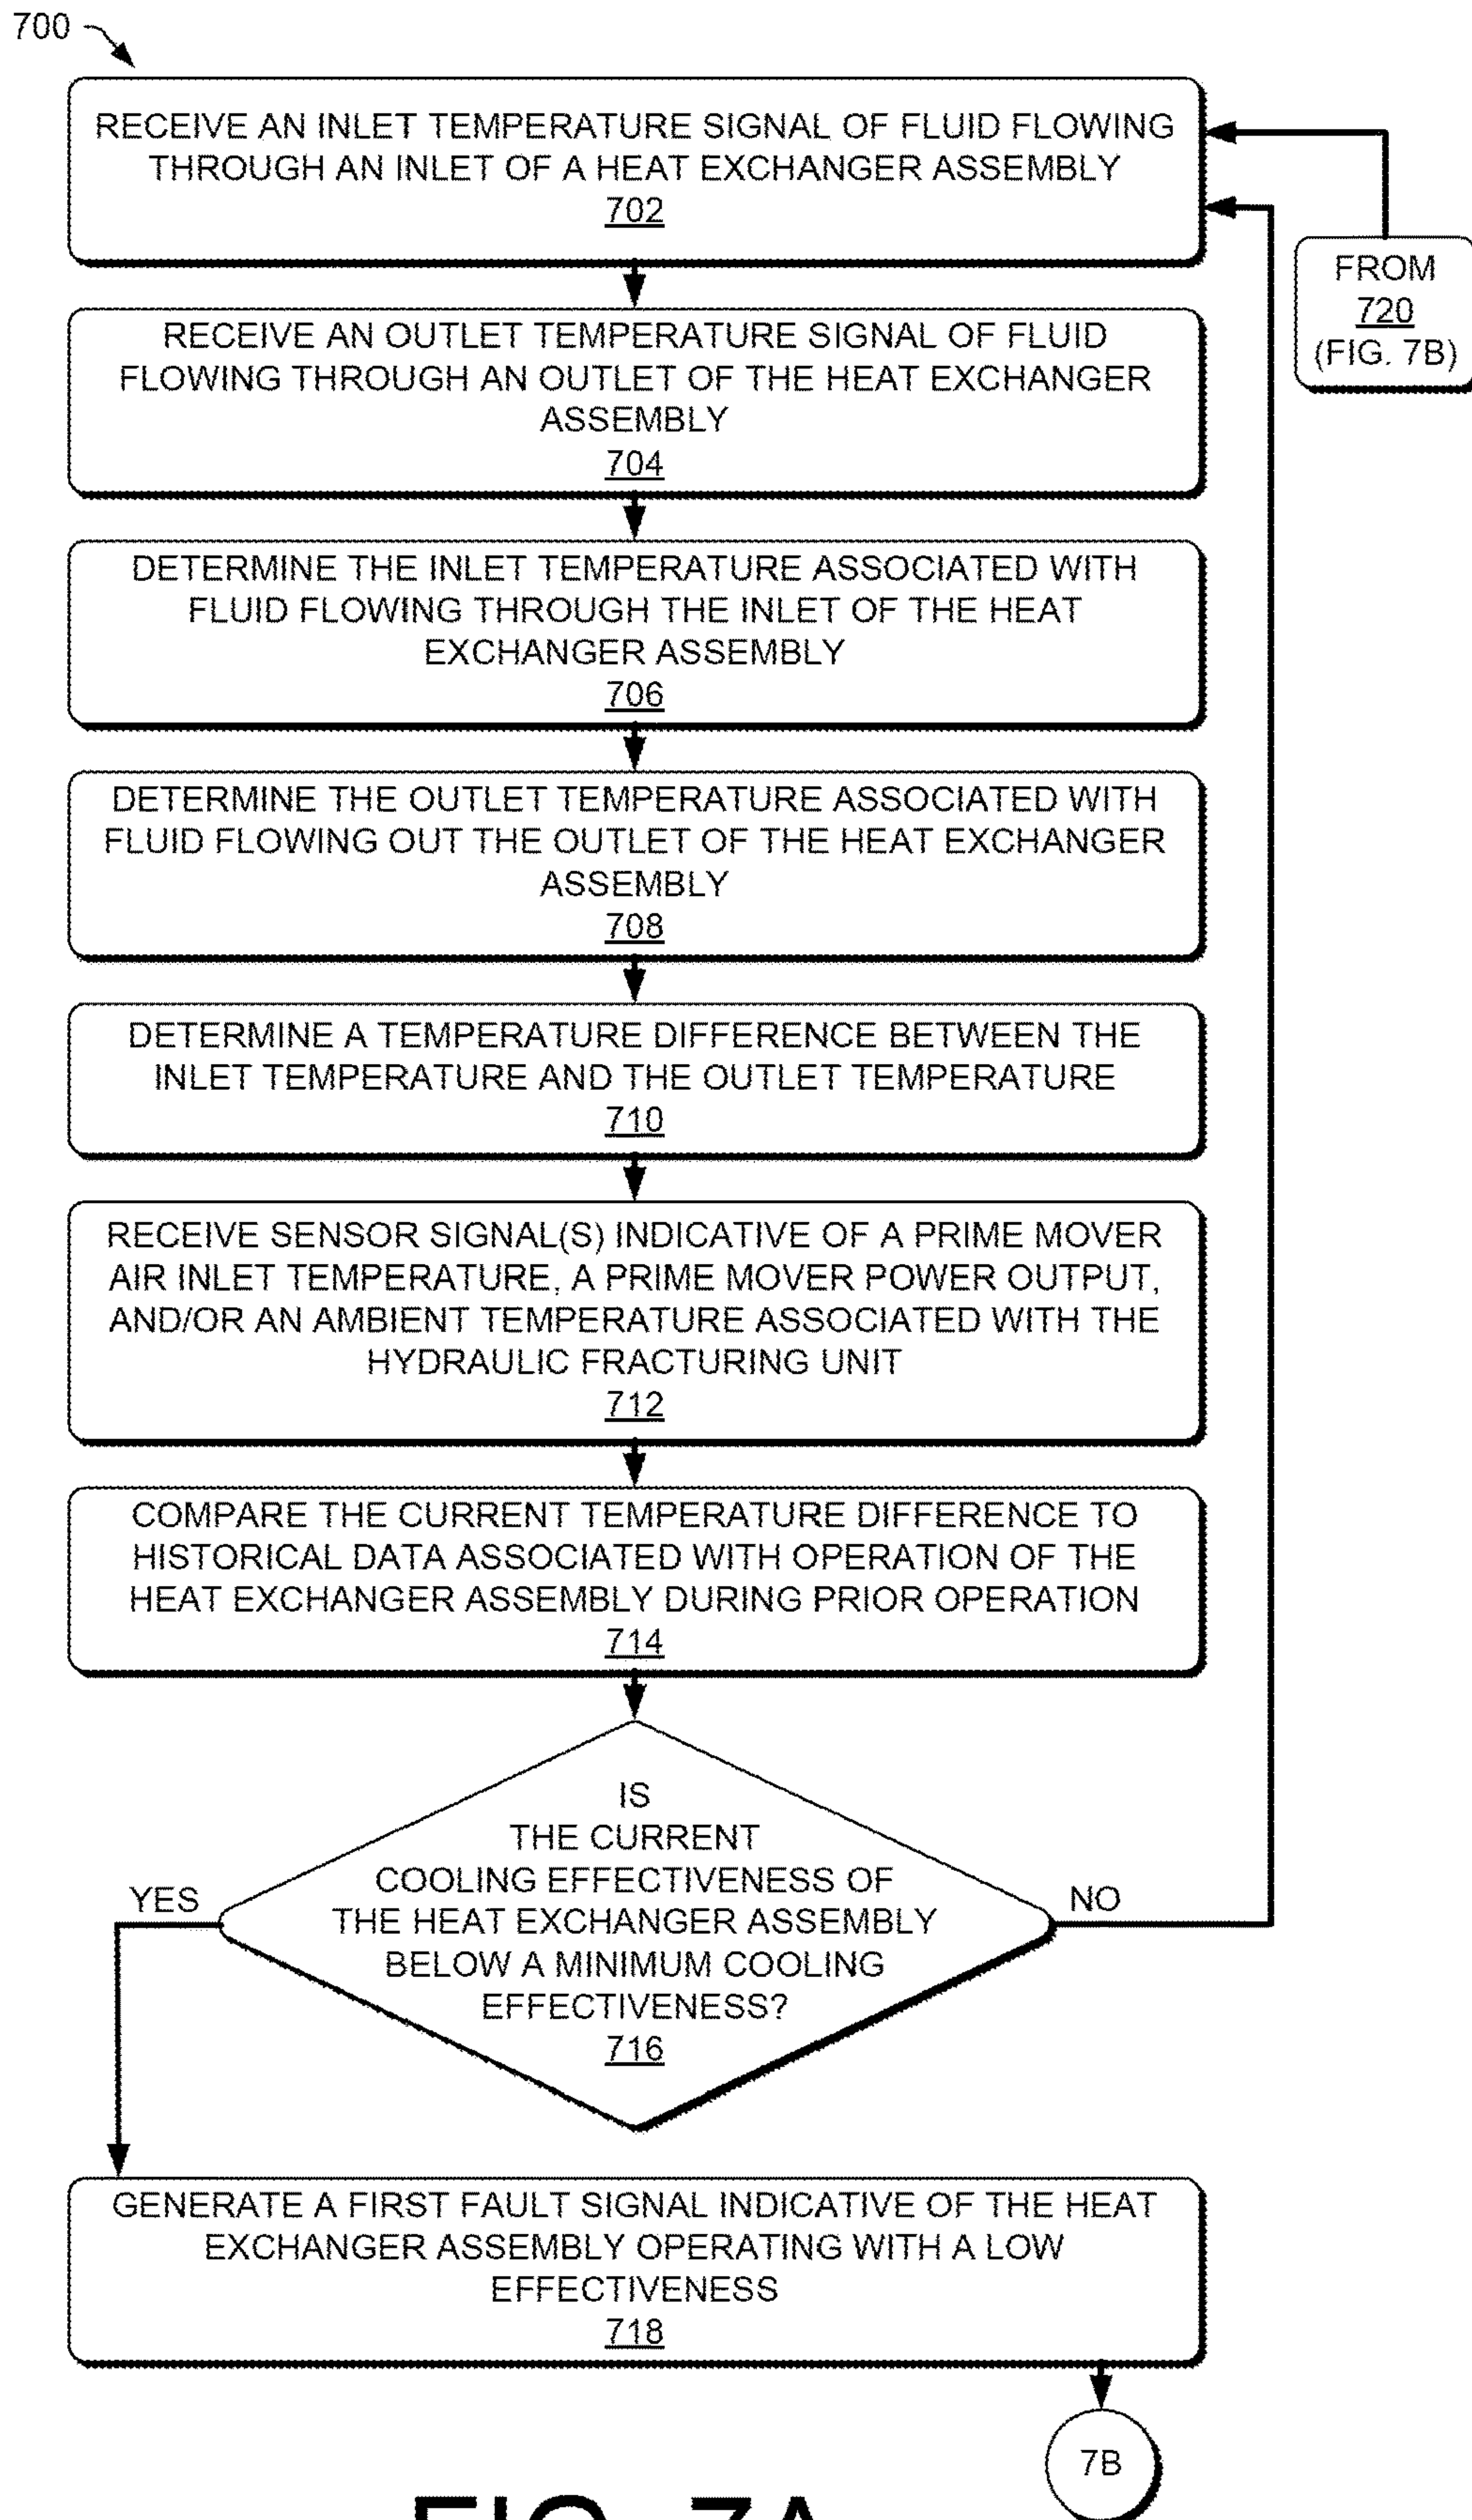 700
RECEIVE AN INLET TEMPERATURE SIGNAL OF FLUID FLOWING
THROUGH AN INLET OF A HEAT EXCHANGER ASSEMBLY
702
FROM
720
(FIG. 7B)
RECEIVE AN OUTLET TEMPERATURE SIGNAL OF FLUID
FLOWING THROUGH AN OUTLET OF THE HEAT EXCHANGER
ASSEMBLY
704
DETERMINE THE INLET TEMPERATURE ASSOCIATED WITH
FLUID FLOWING THROUGH THE INLET OF THE HEAT
EXCHANGER ASSEMBLY
706
DETERMINE THE OUTLET TEMPERATURE ASSOCIATED WITH
FLUID FLOWING OUT THE OUTLET OF THE HEAT EXCHANGER
ASSEMBLY
708
DETERMINE A TEMPERATURE DIFFERENCE BETWEEN THE
INLET TEMPERATURE AND THE OUTLET TEMPERATURE
710
RECEIVE SENSOR SIGNAL(S) INDICATIVE OF A PRIME MOVER
AIR INLET TEMPERATURE, A PRIME MOVER POWER OUTPUT,
AND/OR AN AMBIENT TEMPERATURE ASSOCIATED WITH THE
HYDRAULIC FRACTURING UNIT
712
COMPARE THE CURRENT TEMPERATURE DIFFERENCE TO
HISTORICAL DATA ASSOCIATED WITH OPERATION OF THE
HEAT EXCHANGER ASSEMBLY DURING PRIOR OPERATION
714
IS
THE CURRENT
COOLING EFFECTIVENESS OF
THE HEAT EXCHANGER ASSEMBLY
BELOW A MINIMUM COOLING
EFFECTIVENESS?
716
YES
NO
GENERATE A FIRST FAULT SIGNAL INDICATIVE OF THE HEAT
EXCHANGER ASSEMBLY OPERATING WITH A LOW
EFFECTIVENESS
718
7B
FIG. 7A